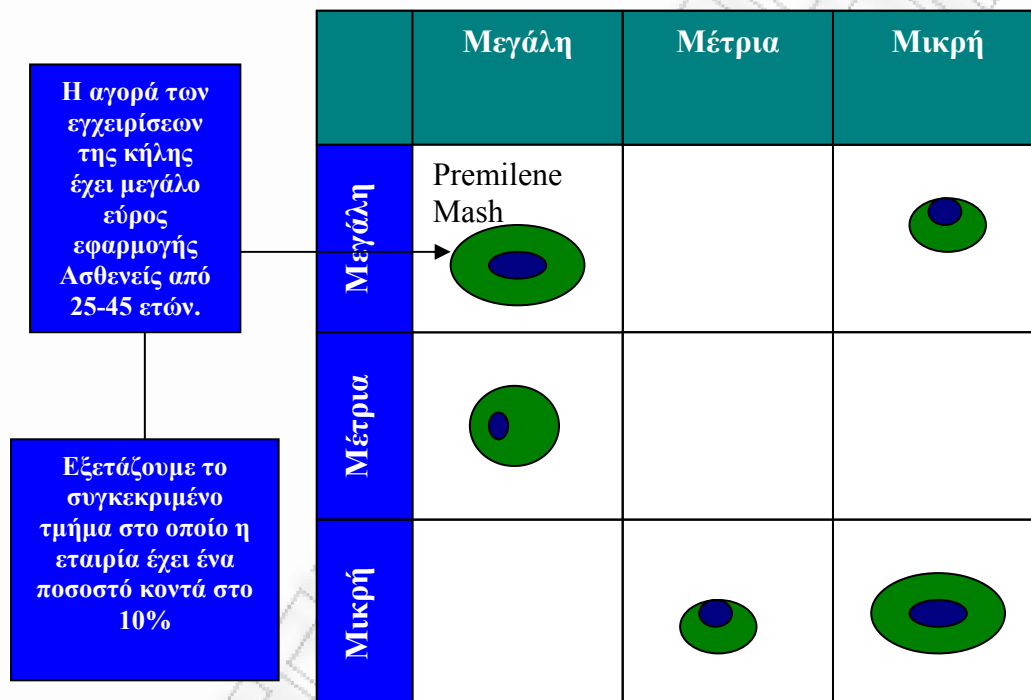 Μεγάλη
Μέτρια
Μικρή
Η αγορά των
εγχειρίσεων
της κήλης
έχει μεγάλο
εύρος
εφαρμογής
Ασθενείς από
25-45 ετών.
Μεγάλη
Premilene
Mash
Μέτρια
Εξετάζουμε το
συγκεκριμένο
τμήμα στο οποίο η
εταιρία έχει ένα
ποσοστό κοντά στο
10%
Μικρή